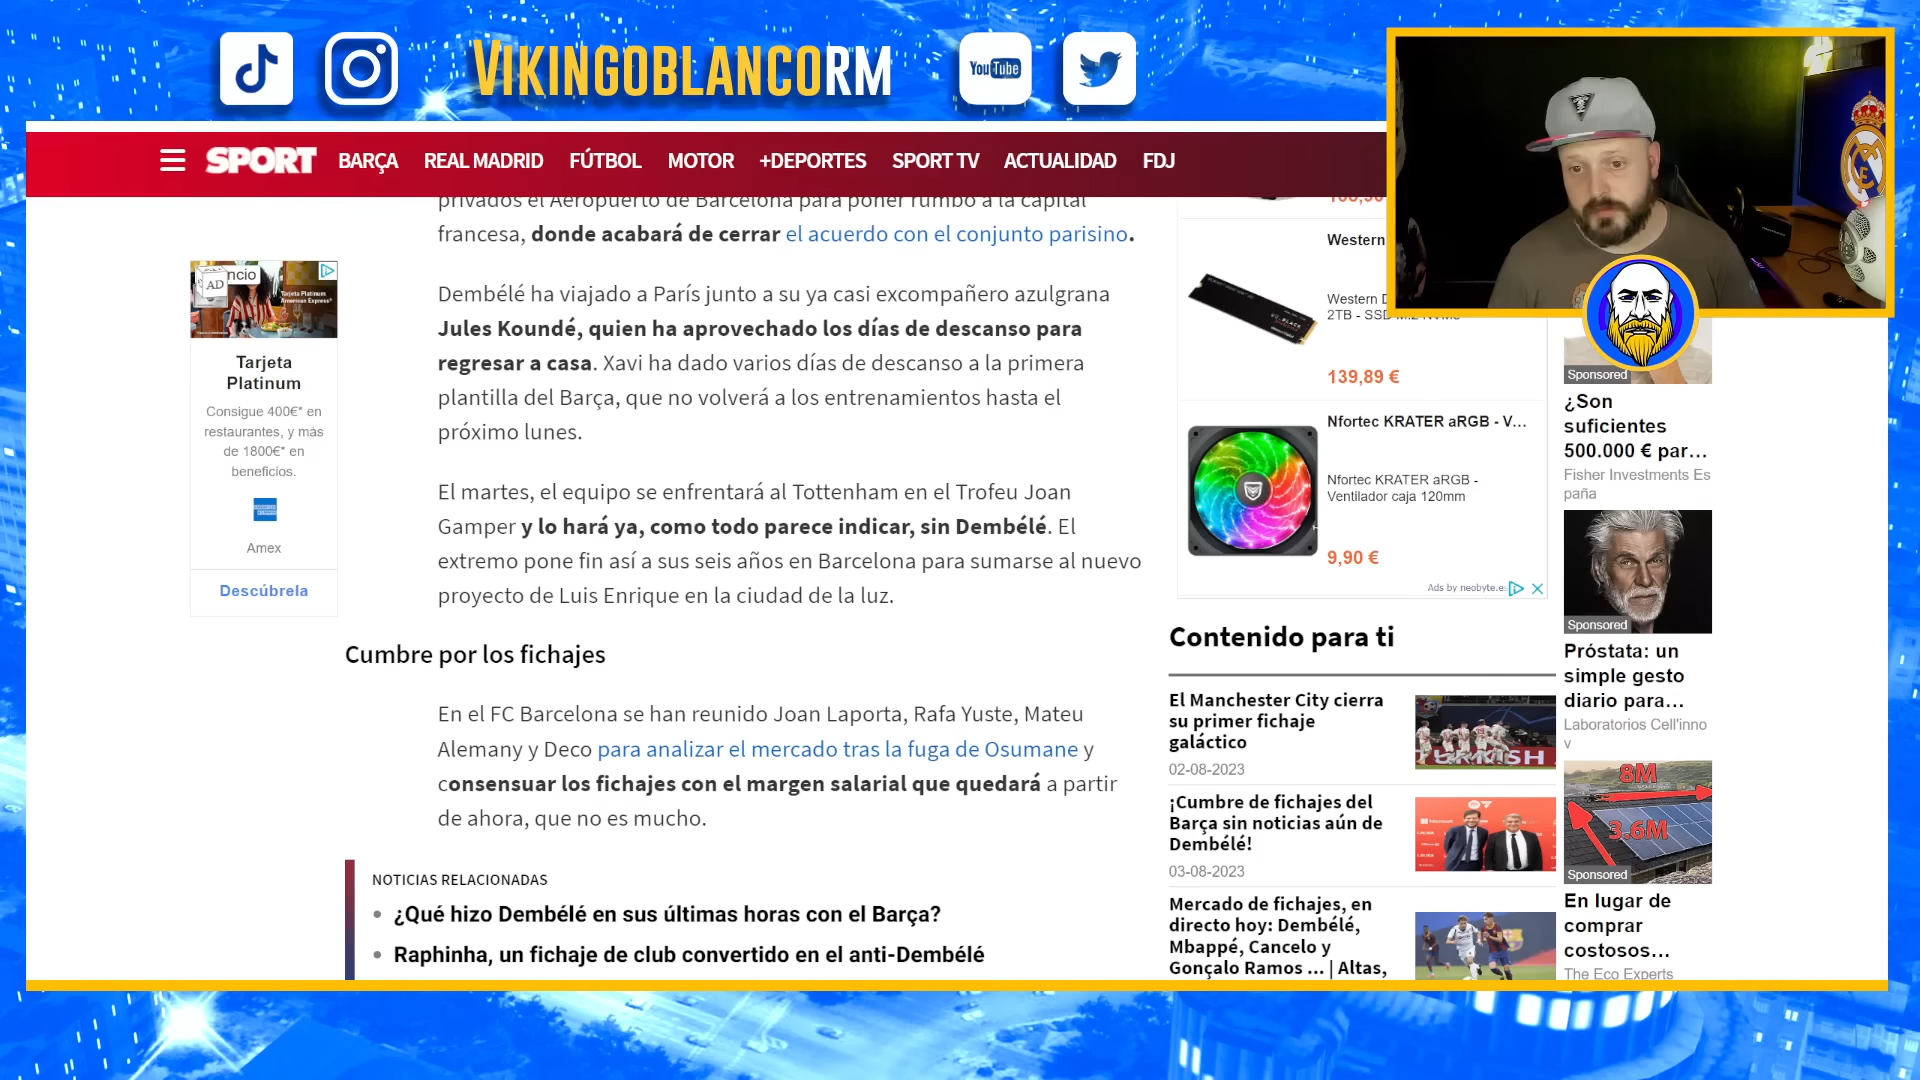 VIKINGOBLANCORM
YouTube
SPORT BARÇA REAL MADRID FÚTBOL MOTOR +DEPORTES SPORT TV ACTUALIDAD FDJ
privados el Aeropuerto de Barcelona para poner rumbo a la capital
francesa, donde acabará de cerrar el acuerdo con el conjunto parisino.
Dembélé ha viajado a París junto a su ya casi excompañero azulgrana
Jules Koundé, quien ha aprovechado los días de descanso para
regresar a casa. Xavi ha dado varios días de descanso a la primera
plantilla del Barça, que no volverá a los entrenamientos hasta el
próximo lunes.
El martes, el equipo se enfrentará al Tottenham en el Trofeu Joan
Gamper y lo hará ya, como todo parece indicar, sin Dembélé. El
extremo pone fin así a sus seis años en Barcelona para sumarse al nuevo
proyecto de Luis Enrique en la ciudad de la luz.
Cumbre por los fichajes
En el FC Barcelona se han reunido Joan Laporta, Rafa Yuste, Mateu
Alemany y Deco para analizar el mercado tras la fuga de Osumane y
consensuar los fichajes con el margen salarial que quedará a partir
de ahora, que no es mucho.
NOTICIAS RELACIONADAS
¿Qué hizo Dembélé en sus últimas horas con el Barça?
Raphinha, un fichaje de club convertido en el anti-Dembélé
AD
ncio
Tarjeta Platinum
American Express®
Tarjeta
Platinum
Consigue 400€* en
restaurantes, y más
de 1800€* en
beneficios.
Amex
Descúbrela
Western
Western D
2TB - SSD M.2 NVMe
139,89 €
Nfortec KRATER aRGB - V...
Nfortec KRATER aRGB -
Ventilador caja 120mm
9,90 €
Ads by neobyte.es
Contenido para ti
El Manchester City cierra
su primer fichaje
galáctico
02-08-2023
¡Cumbre de fichajes del
Barça sin noticias aún de
Dembélé!
03-08-2023
Mercado de fichajes, en
directo hoy: Dembélé,
Mbappé, Cancelo y
Gonçalo Ramos ... | Altas,
Sponsored
¿Son
suficientes
500.000 € par...
Fisher Investments Es
paña
Sponsored
Próstata: un
simple gesto
diario para...
Laboratorios Cell'inno
v
8M
3.6M
Sponsored
En lugar de
comprar
costosos...
The Eco Experts